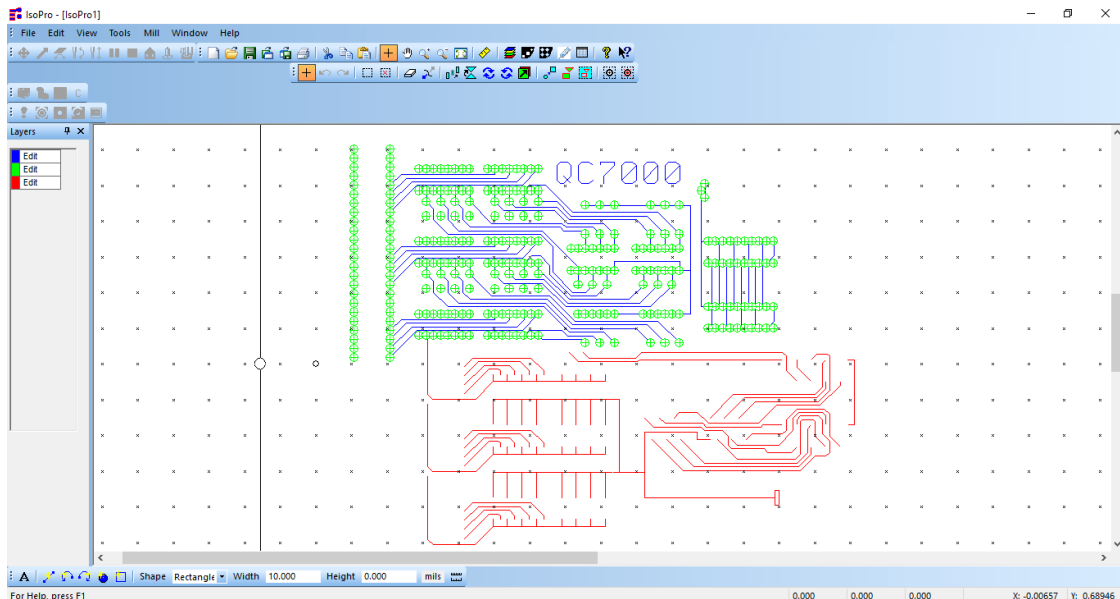 IsoPro - [IsoPro1]
File Edit View Tools Mill Window Help
C
Layers
Edit
Edit
Edit
QC7000
A Shape Rectangle Width 10.000 Height 0.000 mils
For Help, press F1 0.000 0.000 0.000 X: -0.00657 Y: 0.68946